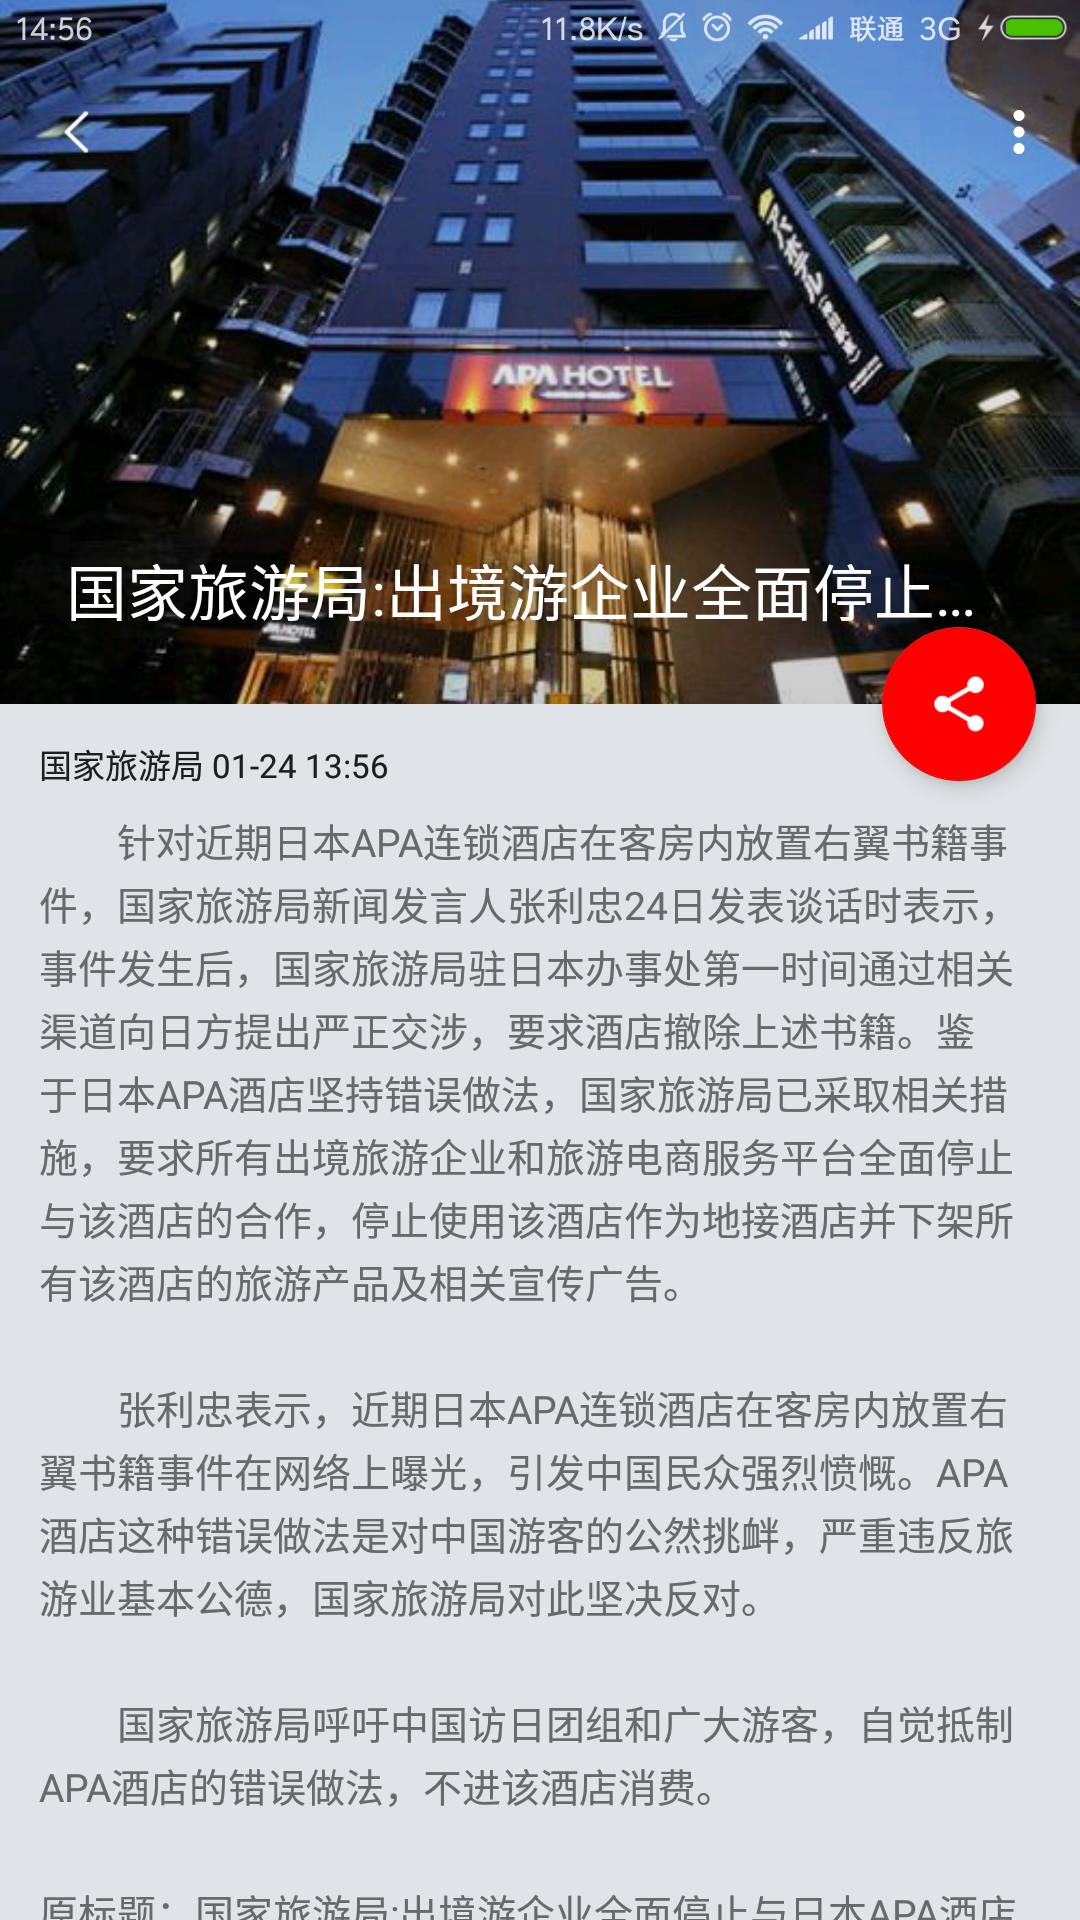 14:56 11.8K/s 联通 3G
APA HOTEL
国家旅游局:出境游企业全面停止...
国家旅游局 01-24 13:56
针对近期日本APA连锁酒店在客房内放置右翼书籍事
件，国家旅游局新闻发言人张利忠24日发表谈话时表示，
事件发生后，国家旅游局驻日本办事处第一时间通过相关
渠道向日方提出严正交涉，要求酒店撤除上述书籍。鉴
于日本APA酒店坚持错误做法，国家旅游局已采取相关措
施，要求所有出境旅游企业和旅游电商服务平台全面停止
与该酒店的合作，停止使用该酒店作为地接酒店并下架所
有该酒店的旅游产品及相关宣传广告。
张利忠表示，近期日本APA连锁酒店在客房内放置右
翼书籍事件在网络上曝光，引发中国民众强烈愤慨。APA
酒店这种错误做法是对中国游客的公然挑衅，严重违反旅
游业基本公德，国家旅游局对此坚决反对。
国家旅游局呼吁中国访日团组和广大游客，自觉抵制
APA酒店的错误做法，不进该酒店消费。
原标题：国家旅游局:出境游企业全面停止与日本APA酒店